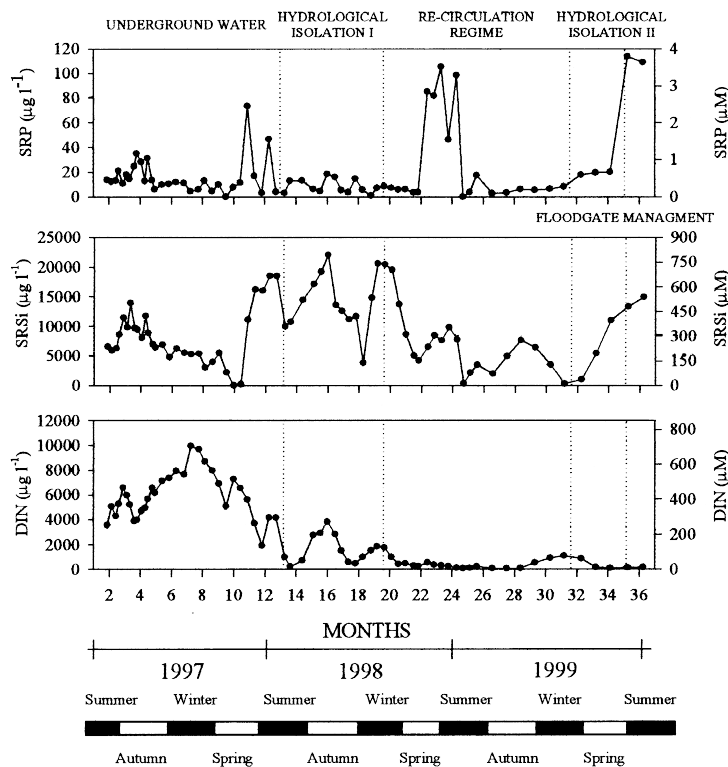 UNDERGROUND WATER
HYDROLOGICAL
ISOLATION I
RE-CIRCULATION
REGIME
HYDROLOGICAL
ISOLATION II
SRP (µg l-1)
120
100
80
60
40
20
0
4
3
2
1
0
SRP (µM)
FLOODGATE MANAGMENT
SRSi (µg l-1)
25000
20000
15000
10000
5000
0
900
750
600
450
300
150
0
SRSi (µM)
DIN (µg l-1)
12000
10000
8000
6000
4000
2000
0
800
600
400
200
0
DIN (µM)
2 4 6 8 10 12 14 16 18 20 22 24 26 28 30 32 34 36
MONTHS
1997 1998 1999
Summer Winter Summer Winter Summer Winter Summer
Autumn Spring Autumn Spring Autumn Spring